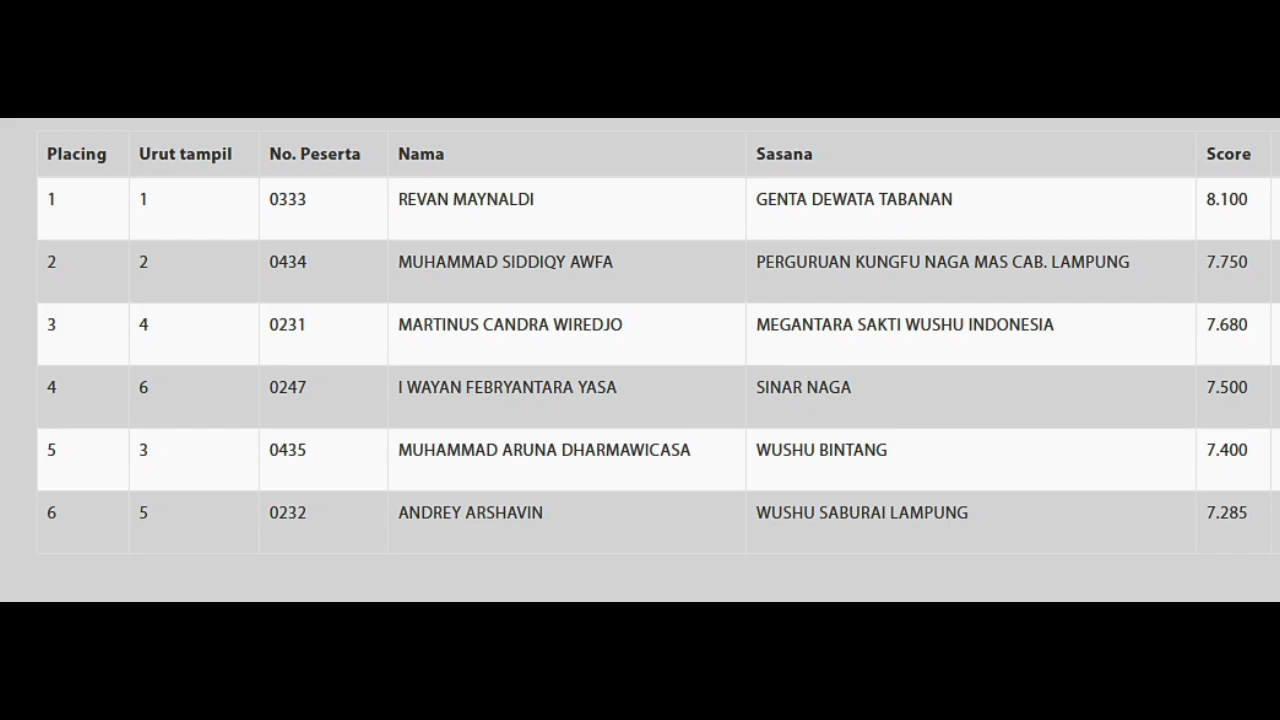 Placing Urut tampil No. Peserta Nama Sasana Score
1 1 0333 REVAN MAYNALDI GENTA DEWATA TABANAN 8.100
2 2 0434 MUHAMMAD SIDDIQY AWFA PERGURUAN KUNGFU NAGA MAS CAB. LAMPUNG 7.750
3 4 0231 MARTINUS CANDRA WIREDJO MEGANTARA SAKTI WUSHU INDONESIA 7.680
4 6 0247 I WAYAN FEBRYANTARA YASA SINAR NAGA 7.500
5 3 0435 MUHAMMAD ARUNA DHARMAWICASA WUSHU BINTANG 7.400
6 5 0232 ANDREY ARSHAVIN WUSHU SABURAI LAMPUNG 7.285